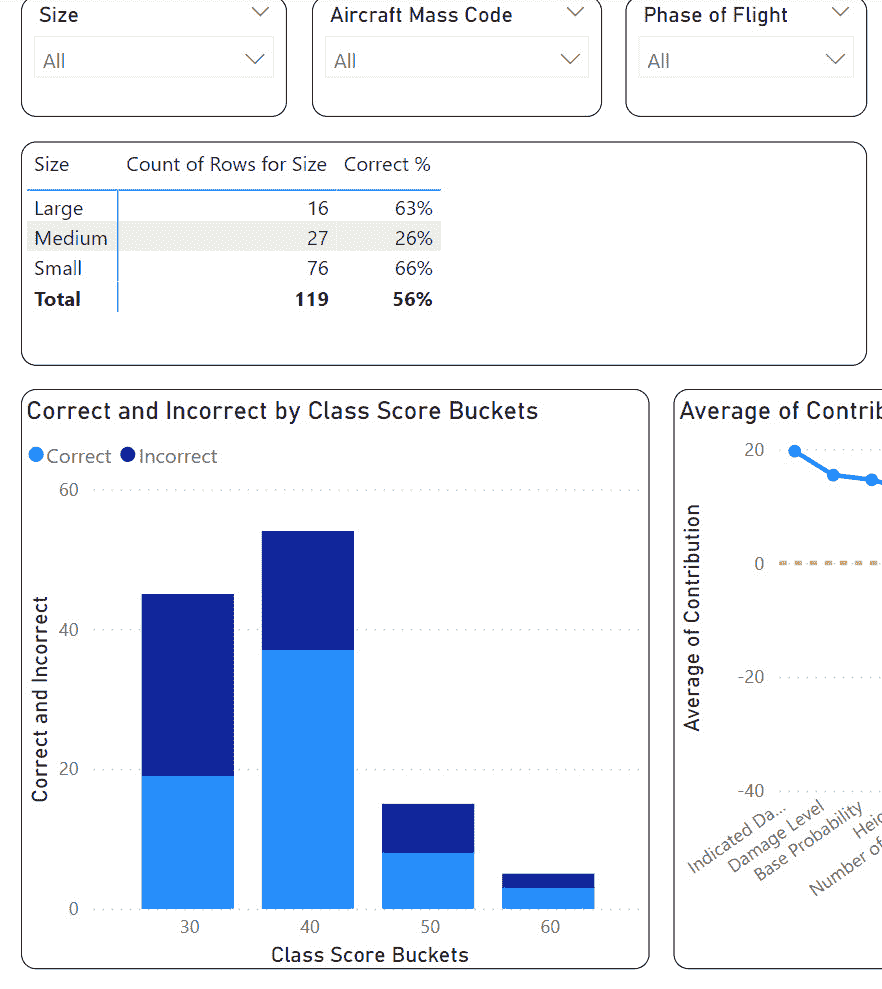 Size
Aircraft Mass Code
Phase of Flight
All
All
All
Size Count of Rows for Size Correct %
Large 16 63%
Medium 27 26%
Small 76 66%
Total 119 56%
Correct and Incorrect by Class Score Buckets
Correct Incorrect
60
40
20
0
Correct and Incorrect
30 40 50 60
Class Score Buckets
Average of Contrib
20
0
-20
-40
Average of Contribution
Indicated Da...
Damage Level
Base Probability
Heig
Number of